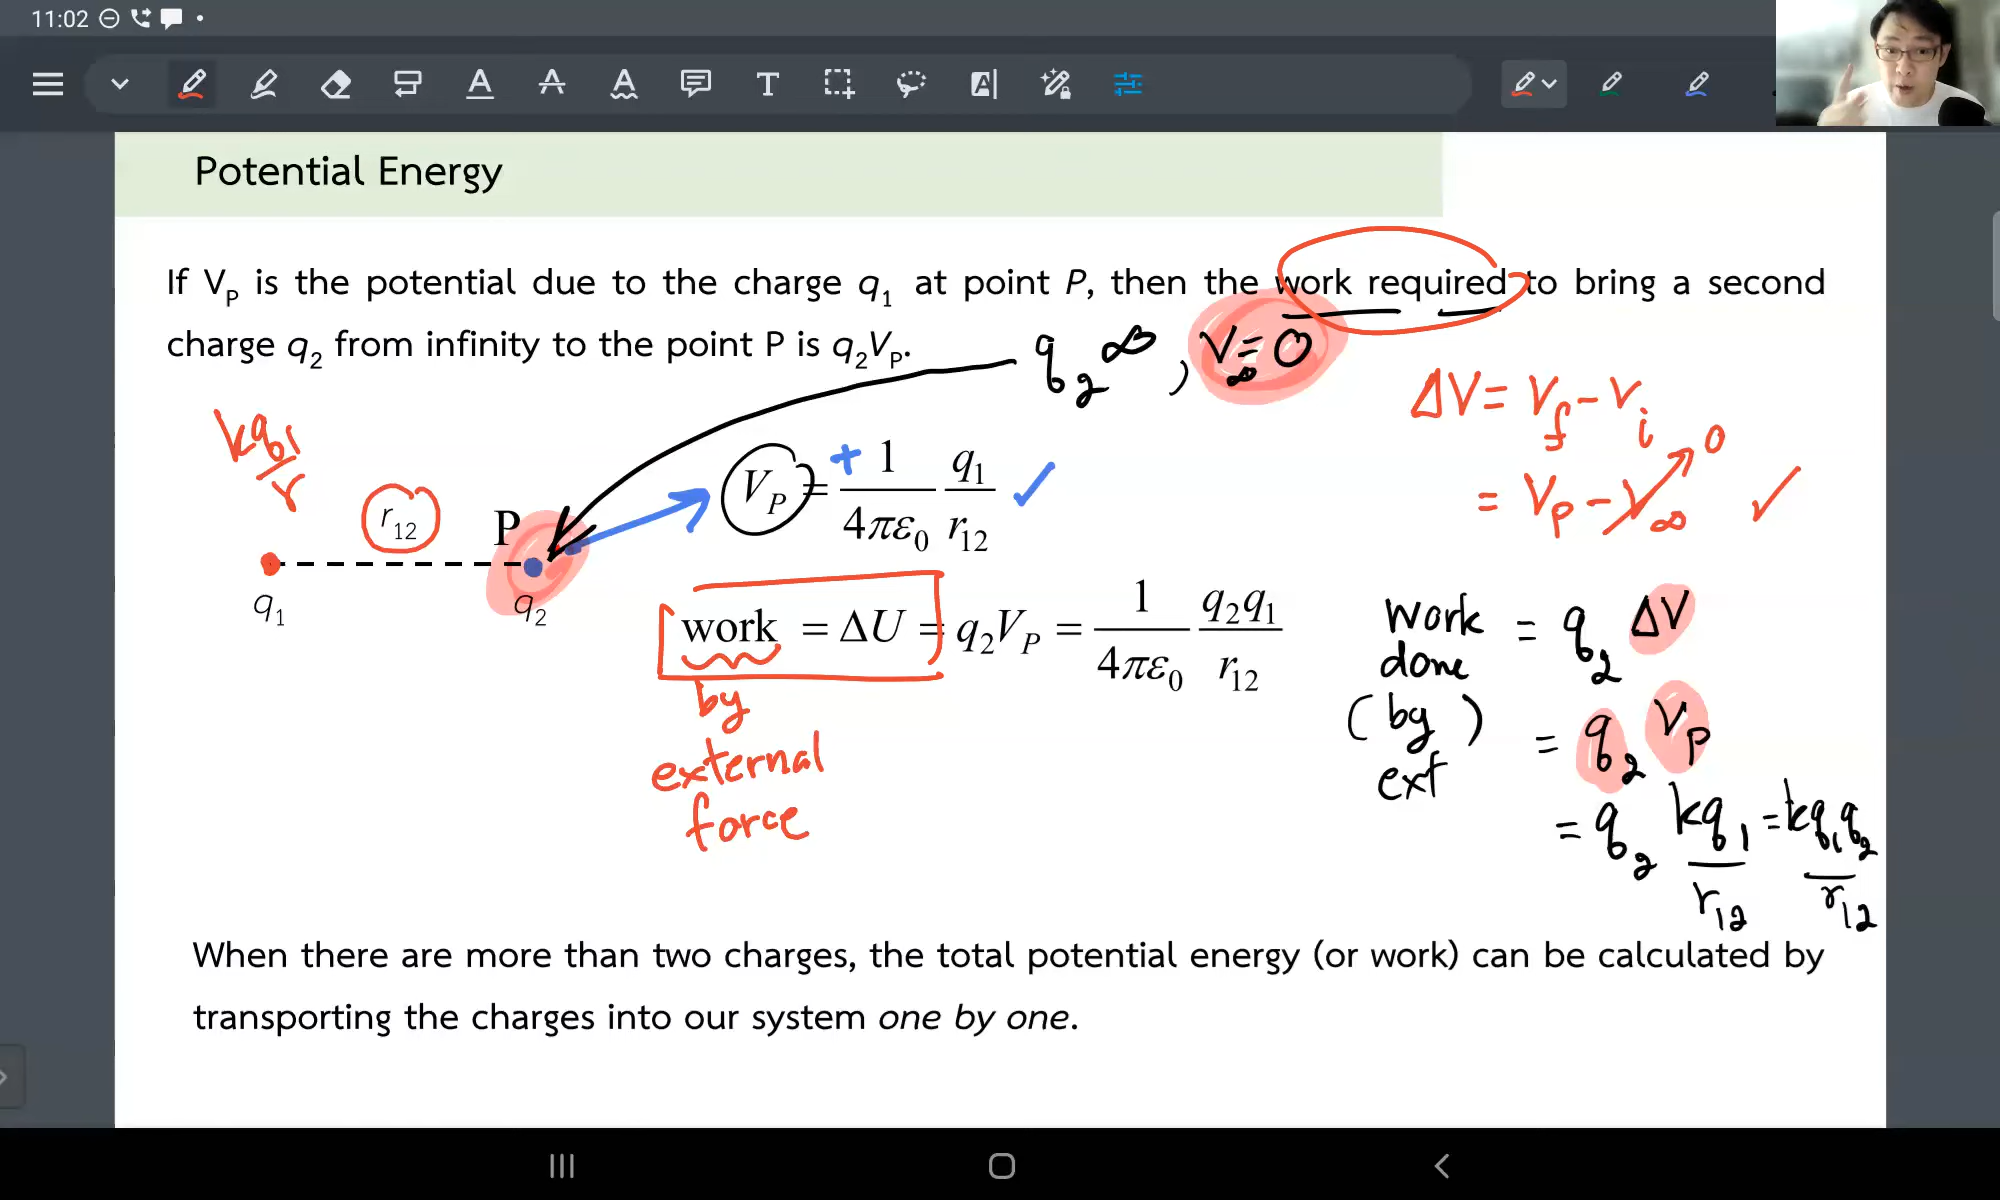 11:02
Potential Energy
If V_P is the potential due to the charge q_1 at point P, then the work required to bring a second
charge q_2 from infinity to the point P is q_2V_P.
q_2 ∞ , V_∞ = 0
ΔV = V_f - V_i
= V_P - V_∞ 0 ✓
kq_1/r
r_12
P
q_1
q_2
V_P = + 1/(4πε_0) q_1/r_12 ✓
work = ΔU = q_2V_P = 1/(4πε_0) q_2q_1/r_12
by
external
force
work done (by ext) = q_2 ΔV
= q_2 V_P
= q_2 kq_1/r_12 = kq_1q_2/r_12
When there are more than two charges, the total potential energy (or work) can be calculated by
transporting the charges into our system one by one.